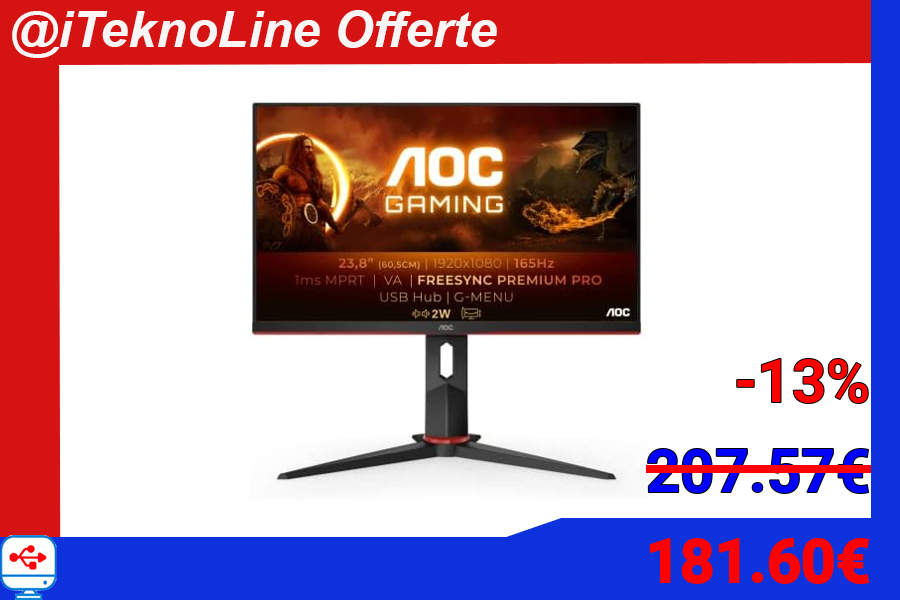 @iTeknoLine Offerte
AOC
GAMING
23,8" (60,5CM) | 1920x1080 | 165Hz
1ms MPRT | VA | FREESYNC PREMIUM PRO
USB Hub | G-MENU
2W
AOC
AOC
-13%
207.57€
181.60€